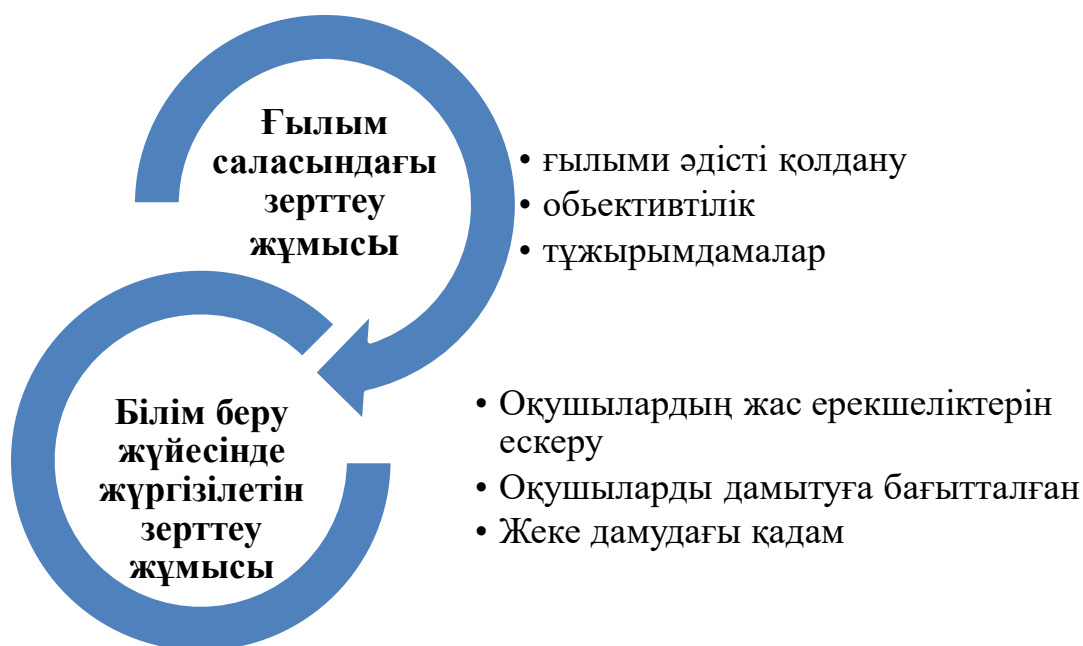 Ғылым
саласындағы
зерттеу
жұмысы
• ғылыми әдісті қолдану
• обьективтілік
• тұжырымдамалар
Білім беру
жүйесінде
жүргізілетін
зерттеу
жұмысы
• Оқушылардың жас ерекшеліктерін
ескеру
• Оқушыларды дамытуға бағытталған
• Жеке дамудағы қадам